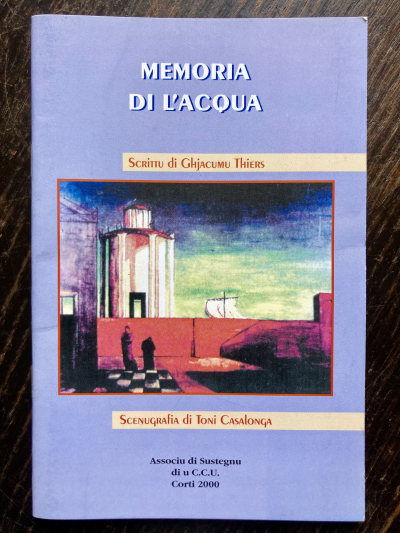 MEMORIA
DI L'ACQUA
Scrittu di Ghjacumu Thiers
Scenugrafia di Toni Casalonga
Associu di Sustegnu
di u C.C.U.
Corti 2000